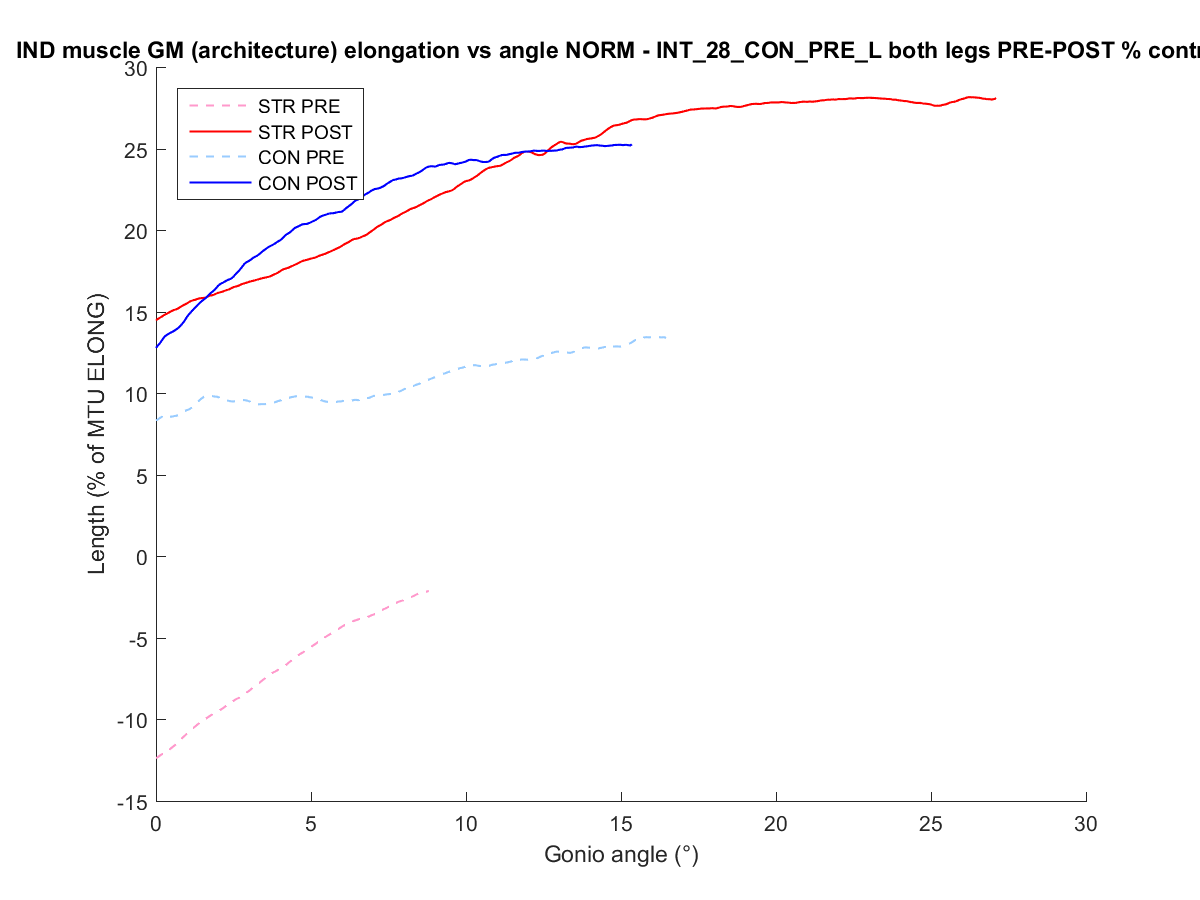 IND muscle GM (architecture) elongation vs angle NORM - INT_28_CON_PRE_L both legs PRE-POST % contr
30
25
20
15
10
5
0
-5
-10
-15
Length (% of MTU ELONG)
STR PRE
STR POST
CON PRE
CON POST
0 5 10 15 20 25 30
Gonio angle (°)